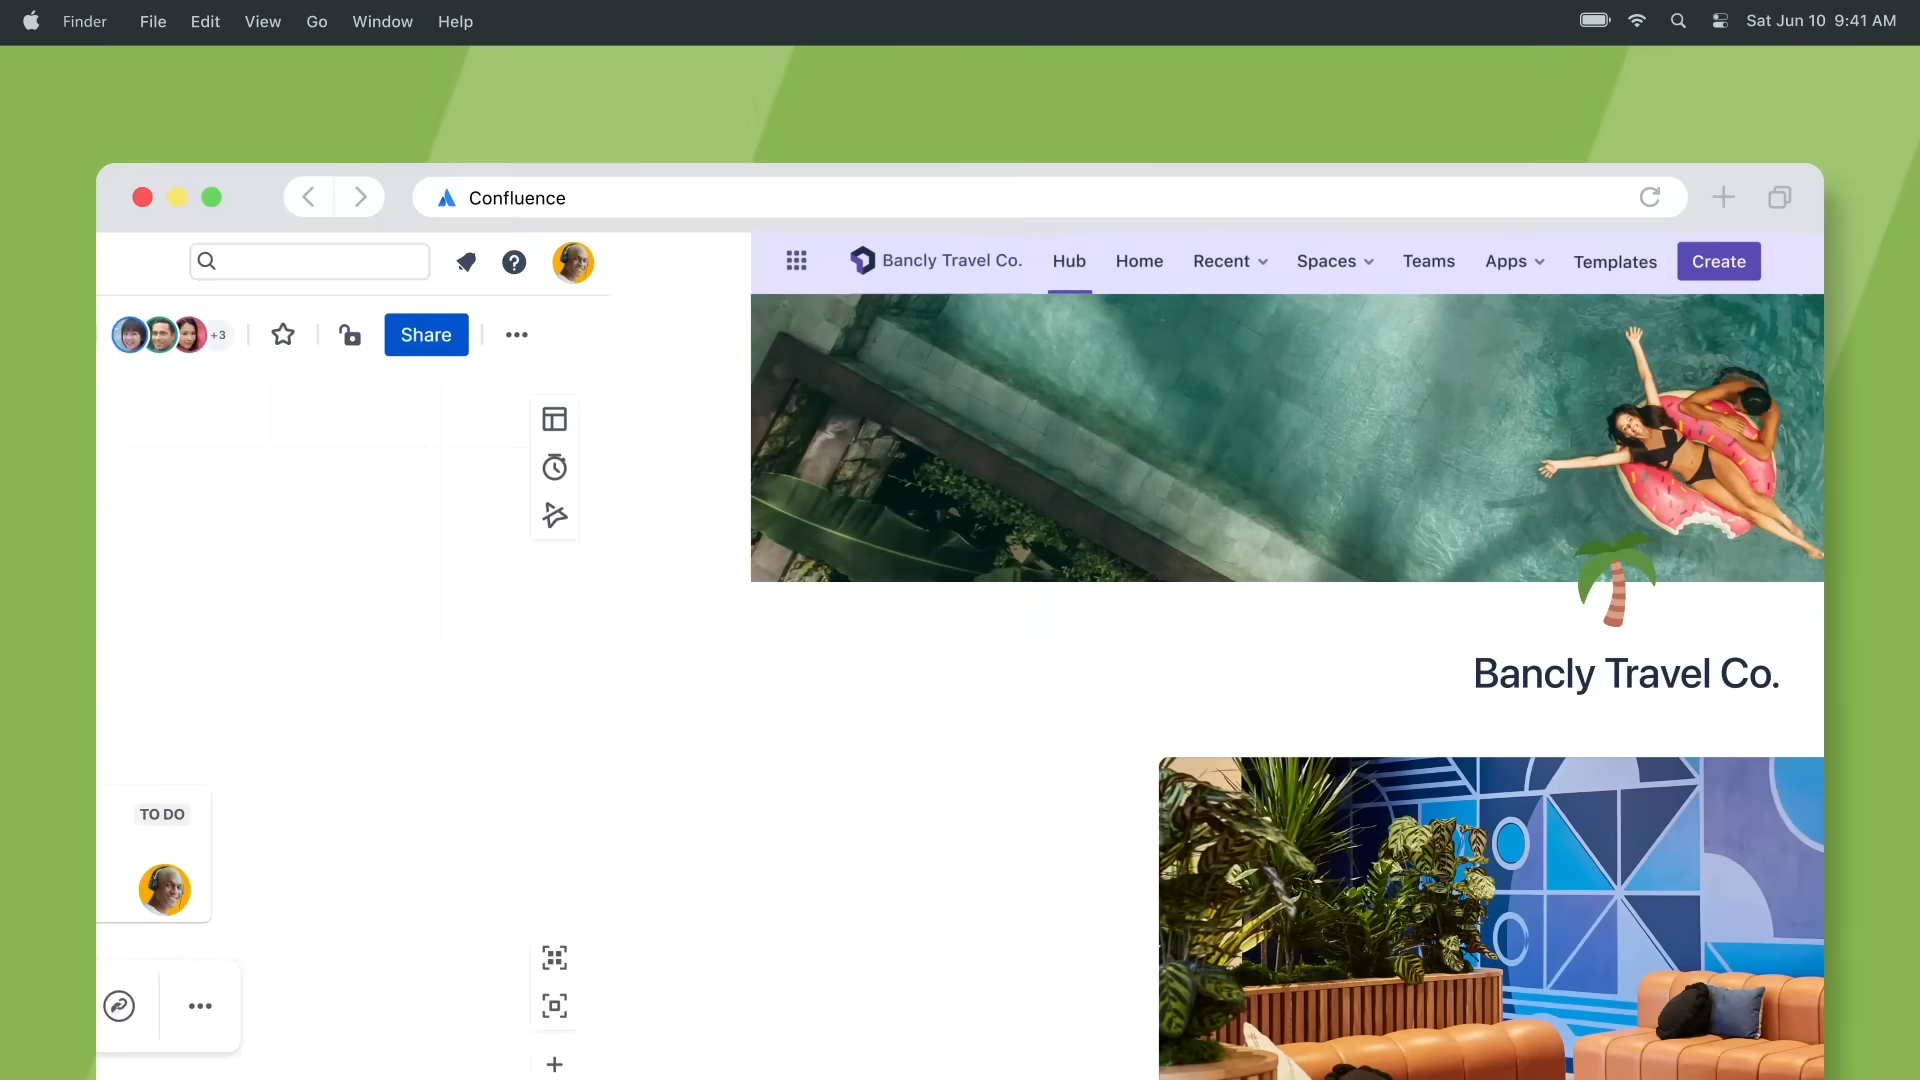 Finder File Edit View Go Window Help Sat Jun 10 9:41 AM
Confluence
Bancly Travel Co. Hub Home Recent Spaces Teams Apps Templates Create
+3 Share
Bancly Travel Co.
TO DO